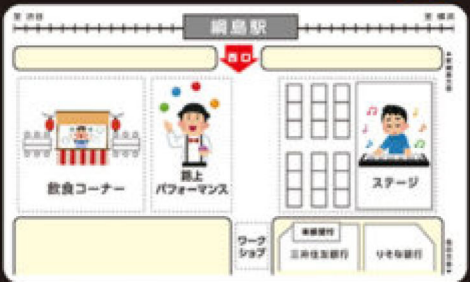 至 渋谷
綱島駅
至 横浜
西口
飲食コーナー
路上
パフォーマンス
ステージ
ワーク
ショップ
三井住友銀行
りそな銀行